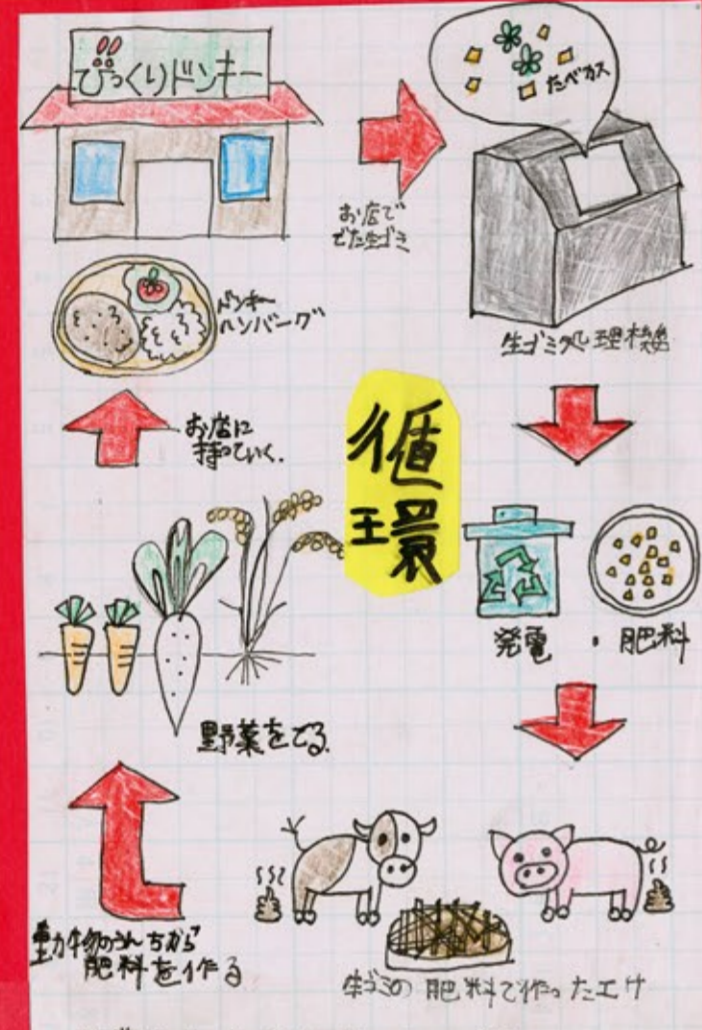 びっくりドンキー
たべカス
お店で
でた生ゴミ
生ゴミ処理機
ドンキー
ハンバーグ
お店に
持っていく.
循
環
発電・肥料
野菜をてる.
動物のうんちから
肥料を作る
生ゴミの肥料で作ったエサ